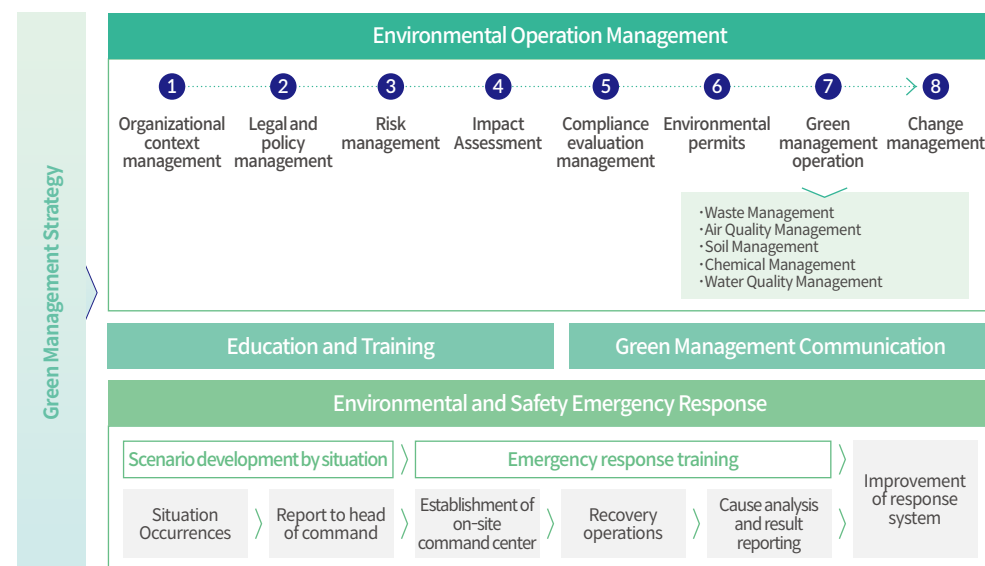 Green Management Strategy
Environmental Operation Management
1
2
3
4
5
6
7
8
Organizational
context
management
Legal and
policy
management
Risk
management
Impact
Assessment
Compliance
evaluation
management
Environmental
permits
Green
management
operation
Change
management
·Waste Management
·Air Quality Management
·Soil Management
·Chemical Management
·Water Quality Management
Education and Training
Green Management Communication
Environmental and Safety Emergency Response
Scenario development by situation
Emergency response training
Situation
Occurrences
Report to head
of command
Establishment of
on-site
command center
Recovery
operations
Cause analysis
and result
reporting
Improvement
of response
system